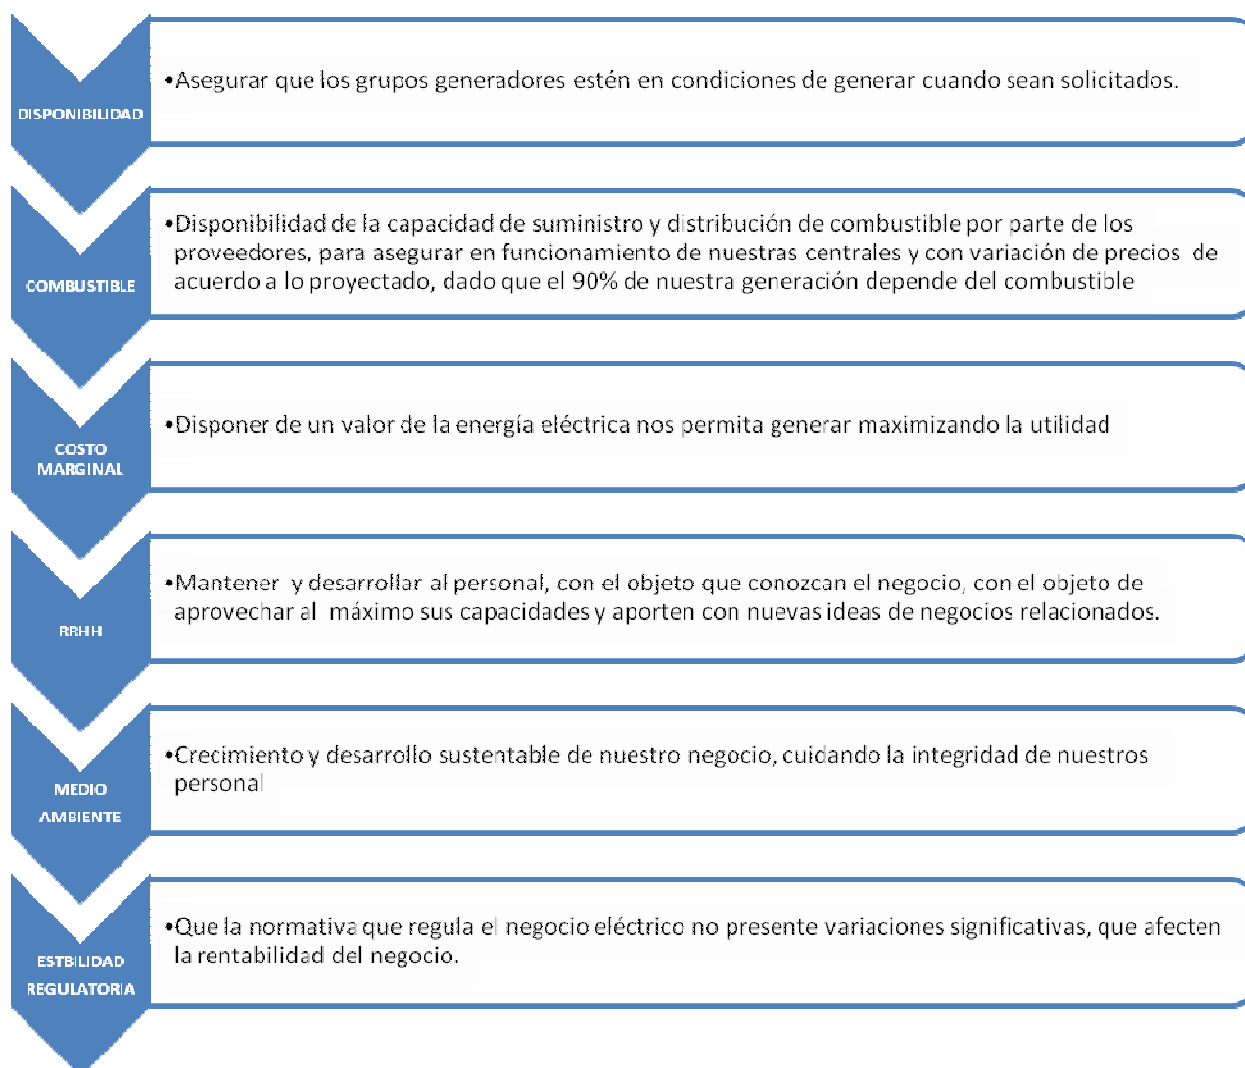 DISPONIBILIDAD
•Asegurar que los grupos generadores estén en condiciones de generar cuando sean solicitados.
COMBUSTIBLE
•Disponibilidad de la capacidad de suministro y distribución de combustible por parte de los
proveedores, para asegurar en funcionamiento de nuestras centrales y con variación de precios de
acuerdo a lo proyectado, dado que el 90% de nuestra generación depende del combustible
COSTO
MARGINAL
•Disponer de un valor de la energía eléctrica nos permita generar maximizando la utilidad
RRHH
•Mantener y desarrollar al personal, con el objeto que conozcan el negocio, con el objeto de
aprovechar al máximo sus capacidades y aporten con nuevas ideas de negocios relacionados.
MEDIO
AMBIENTE
•Crecimiento y desarrollo sustentable de nuestro negocio, cuidando la integridad de nuestros
personal
ESTBILIDAD
REGULATORIA
•Que la normativa que regula el negocio eléctrico no presente variaciones significativas, que afecten
la rentabilidad del negocio.